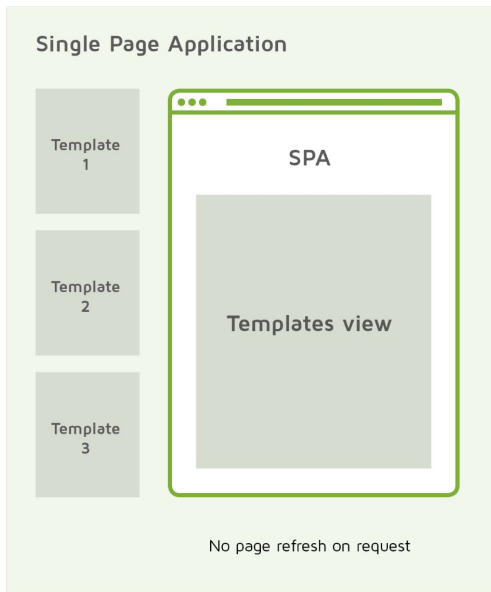 Single Page Application
Template
1
SPA
Template
2
Templates view
Template
3
No page refresh on request